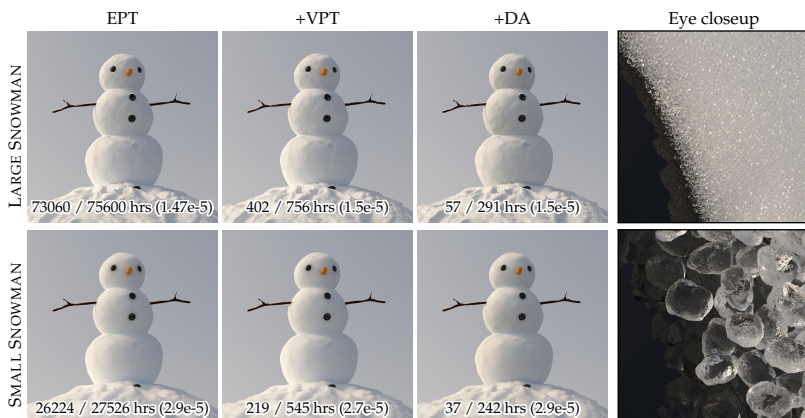 EPT +VPT +DA Eye closeup
LARGE SNOWMAN
73060 / 75600 hrs (1.47e-5) 402 / 756 hrs (1.5e-5) 57 / 291 hrs (1.5e-5)
SMALL SNOWMAN
26224 / 27526 hrs (2.9e-5) 219 / 545 hrs (2.7e-5) 37 / 242 hrs (2.9e-5)